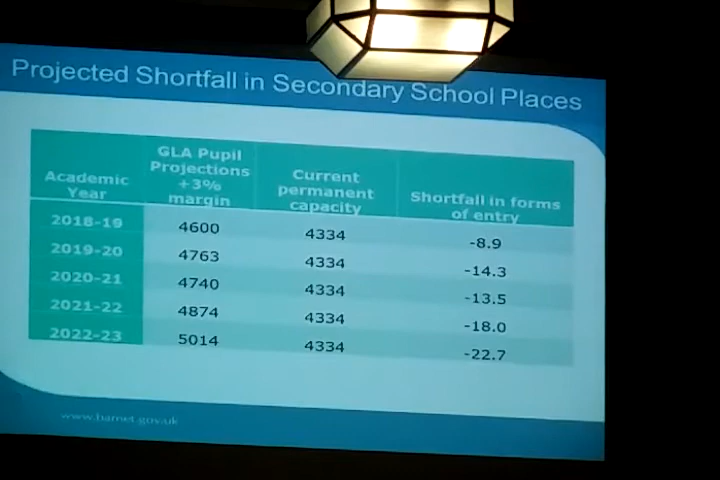 Projected Shortfall in Secondary School Places
Academic Year GLA Pupil Projections +3% margin Current permanent capacity Shortfall in forms of entry
2018-19 4600 4334 -8.9
2019-20 4763 4334 -14.3
2020-21 4740 4334 -13.5
2021-22 4874 4334 -18.0
2022-23 5014 4334 -22.7
www.barnet.gov.uk